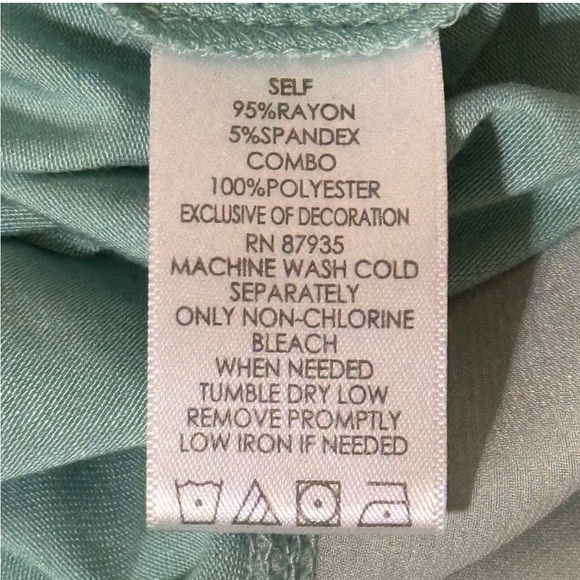 SELF
95%RAYON
5%SPANDEX
COMBO
100%POLYESTER
EXCLUSIVE OF DECORATION
RN 87935
MACHINE WASH COLD
SEPARATELY
ONLY NON-CHLORINE
BLEACH
WHEN NEEDED
TUMBLE DRY LOW
REMOVE PROMPTLY
LOW IRON IF NEEDED